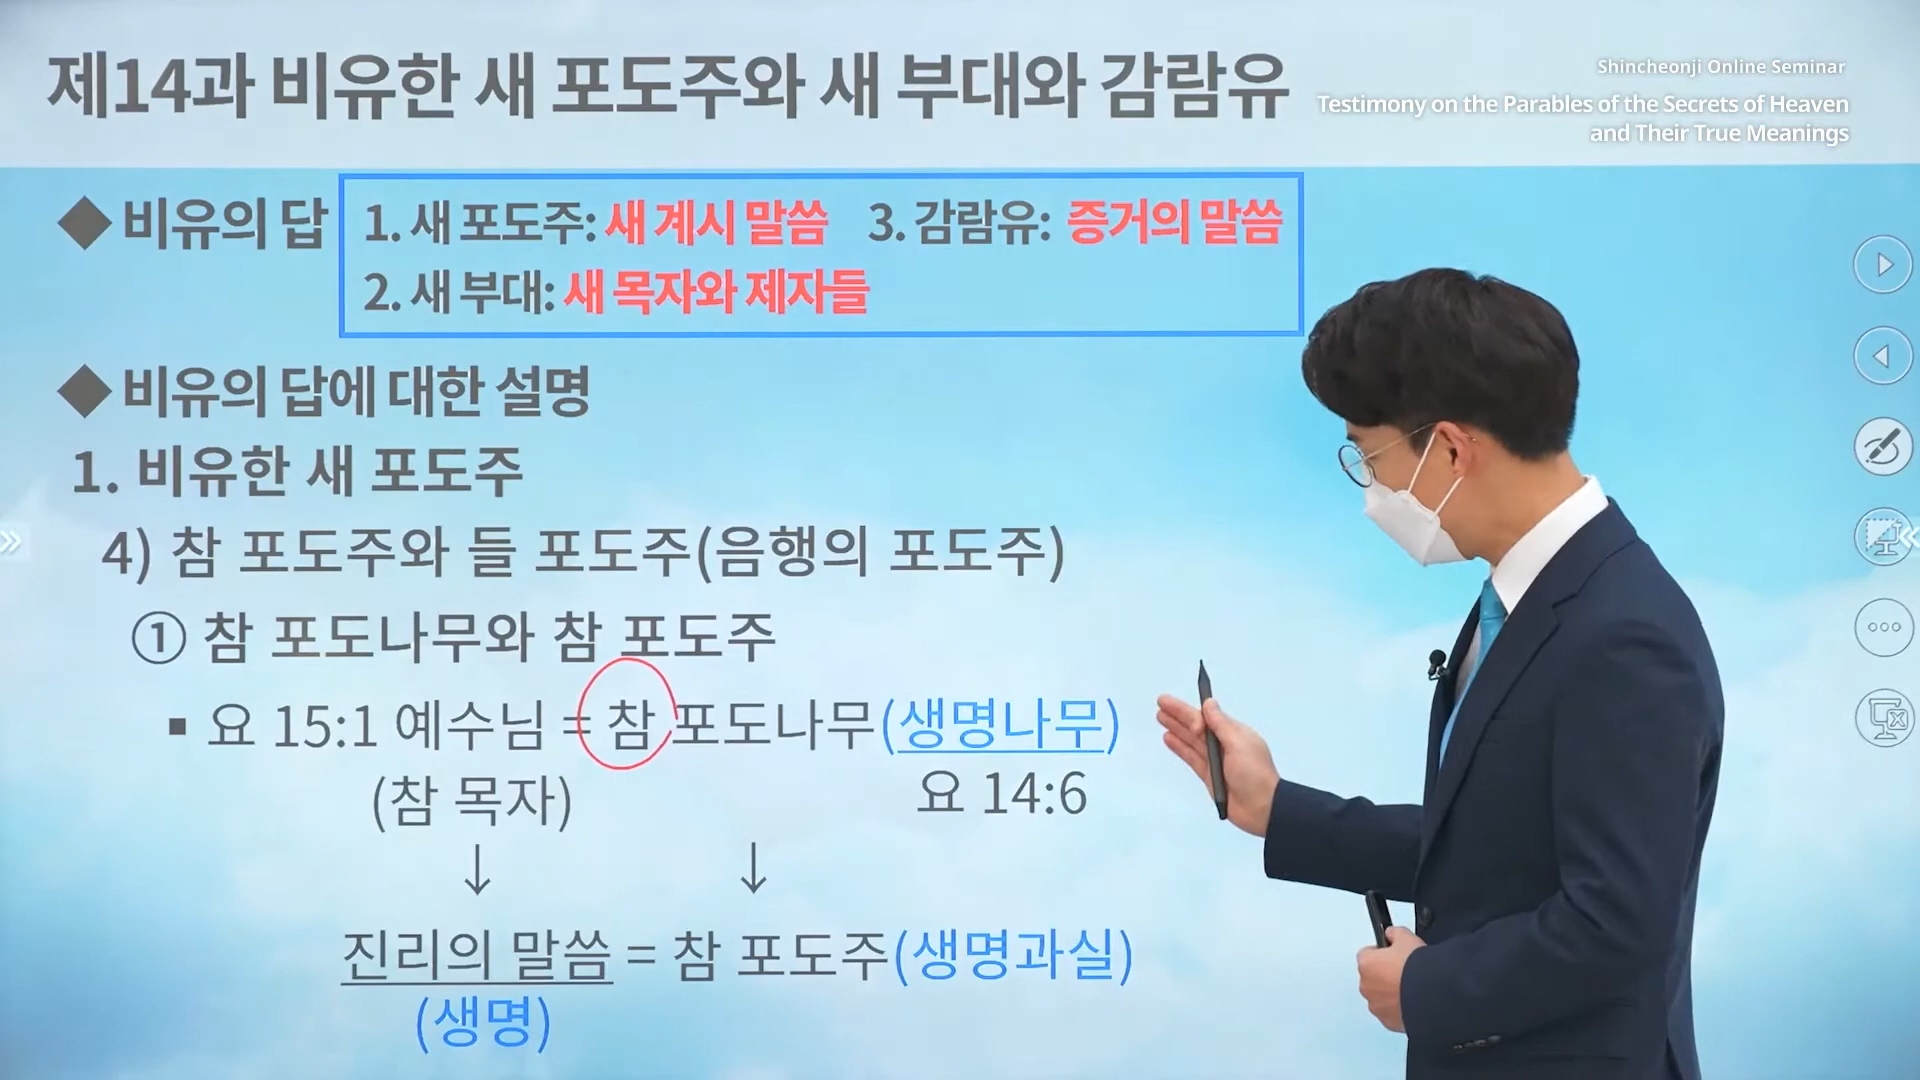 제14과 비유한 새 포도주와 새 부대와 감람유
Shincheonji Online Seminar
Testimony on the Parables of the Secrets of Heaven
and Their True Meanings
◆ 비유의 답
1. 새 포도주: 새 계시 말씀 3. 감람유: 증거의 말씀
2. 새 부대: 새 목자와 제자들
◆ 비유의 답에 대한 설명
1. 비유한 새 포도주
4) 참 포도주와 들 포도주(음행의 포도주)
① 참 포도나무와 참 포도주
▪ 요 15:1 예수님 = 참 포도나무(생명나무)
(참 목자) 요 14:6
↓ ↓
진리의 말씀 = 참 포도주(생명과실)
(생명)